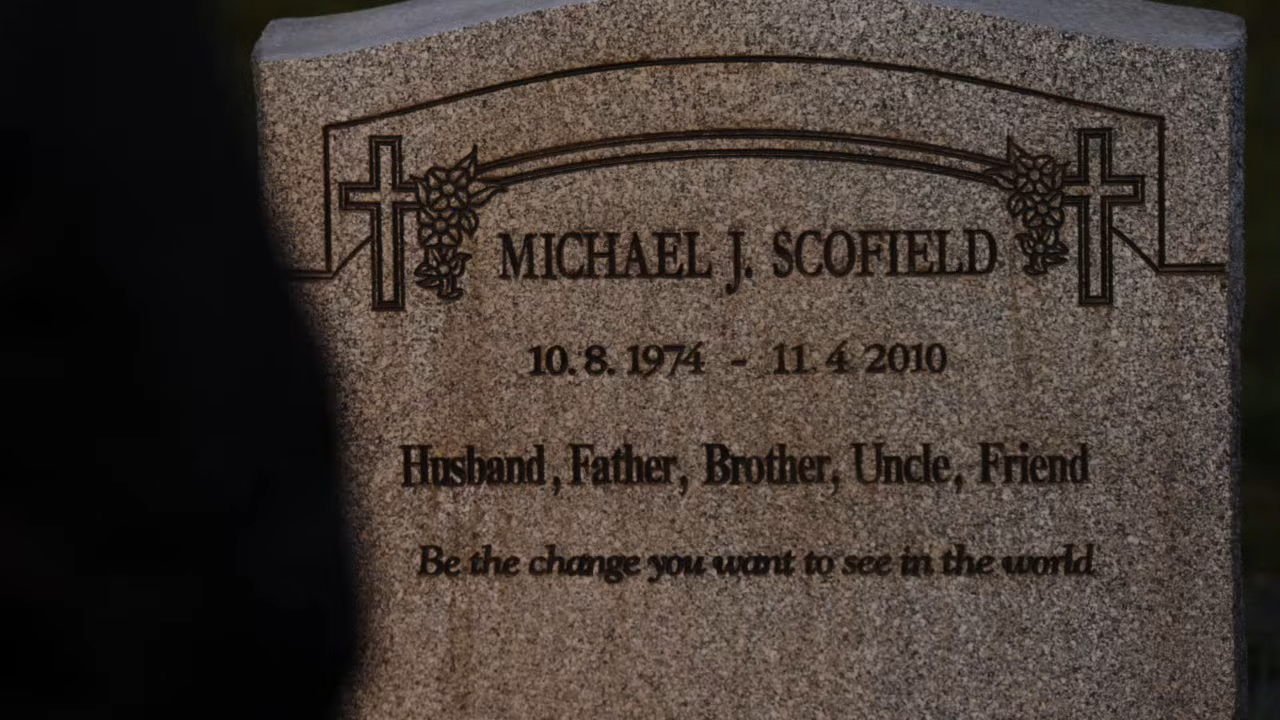 MICHAEL J. SCOFIELD
10. 8. 1974 - 11. 4 2010
Husband, Father, Brother, Uncle, Friend
Be the change you want to see in the world